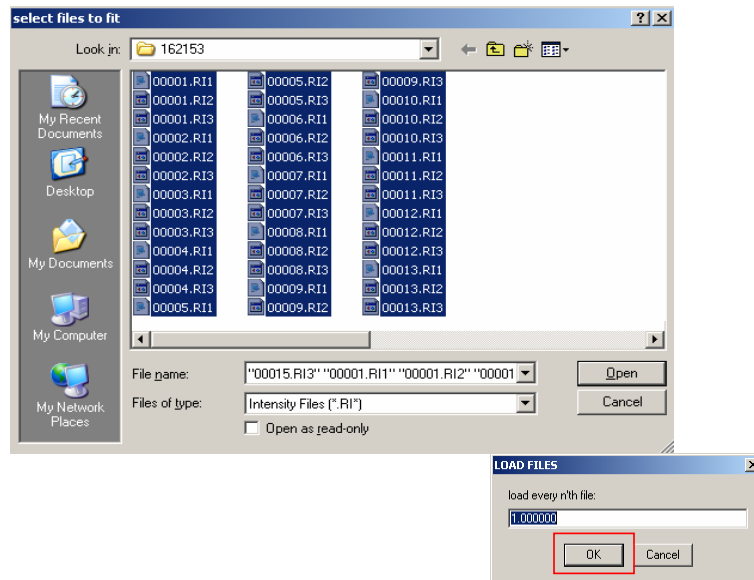 select files to fit
Look in: 162153
My Recent
Documents
Desktop
My Documents
My Computer
My Network
Places
00001.RI1
00001.RI2
00001.RI3
00002.RI1
00002.RI2
00002.RI3
00003.RI1
00003.RI2
00003.RI3
00004.RI1
00004.RI2
00004.RI3
00005.RI1
00005.RI2
00005.RI3
00006.RI1
00006.RI2
00006.RI3
00007.RI1
00007.RI2
00007.RI3
00008.RI1
00008.RI2
00008.RI3
00009.RI1
00009.RI2
00009.RI3
00010.RI1
00010.RI2
00010.RI3
00011.RI1
00011.RI2
00011.RI3
00012.RI1
00012.RI2
00012.RI3
00013.RI1
00013.RI2
00013.RI3
File name: "00015.RI3" "00001.RI1" "00001.RI2" "00001 Open
Files of type: Intensity Files (*.RI*) Cancel
Open as read-only
LOAD FILES
load every n'th file:
1.000000
OK Cancel